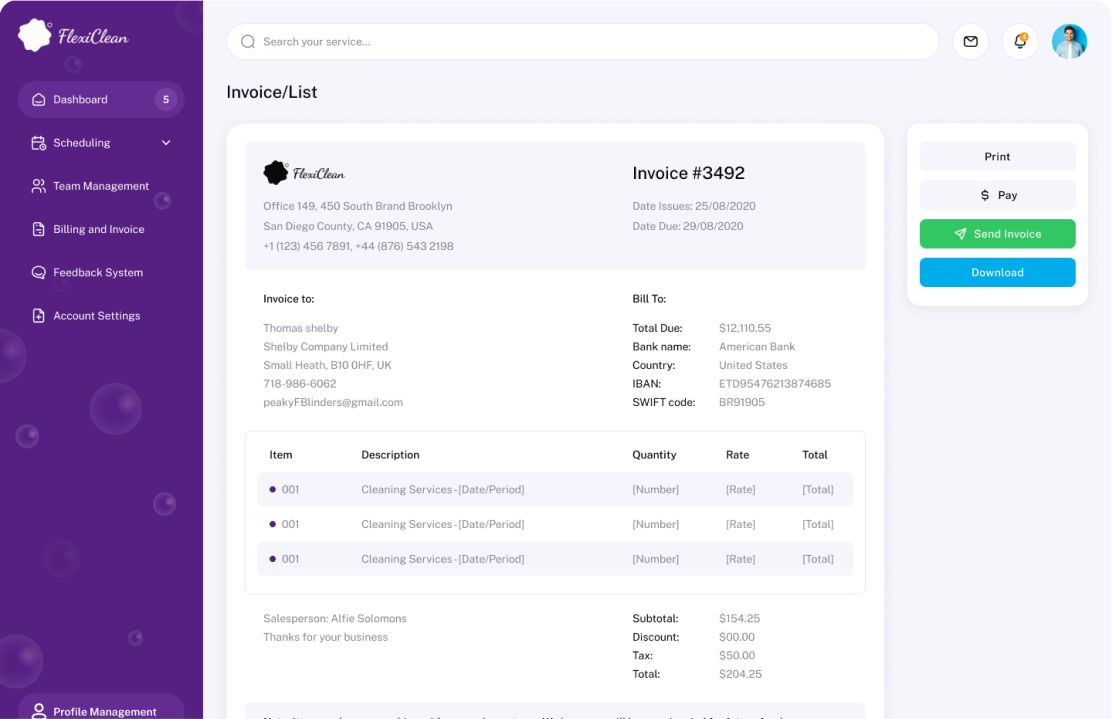 FlexiClean
Dashboard 5
Scheduling
Team Management
Billing and Invoice
Feedback System
Account Settings
Profile Management
Search your service...
4
Invoice/List
FlexiClean
Office 149, 450 South Brand Brooklyn
San Diego County, CA 91905, USA
+1 (123) 456 7891, +44 (876) 543 2198
Invoice #3492
Date Issues: 25/08/2020
Date Due: 29/08/2020
Invoice to:
Thomas shelby
Shelby Company Limited
Small Heath, B10 0HF, UK
718-986-6062
peakyFBlinders@gmail.com
Bill To:
Total Due: $12,110.55
Bank name: American Bank
Country: United States
IBAN: ETD95476213874685
SWIFT code: BR91905
Item Description Quantity Rate Total
001 Cleaning Services - [Date/Period] [Number] [Rate] [Total]
001 Cleaning Services - [Date/Period] [Number] [Rate] [Total]
001 Cleaning Services - [Date/Period] [Number] [Rate] [Total]
Salesperson: Alfie Solomons
Thanks for your business
Subtotal: $154.25
Discount: $00.00
Tax: $50.00
Total: $204.25
Print
$ Pay
Send Invoice
Download